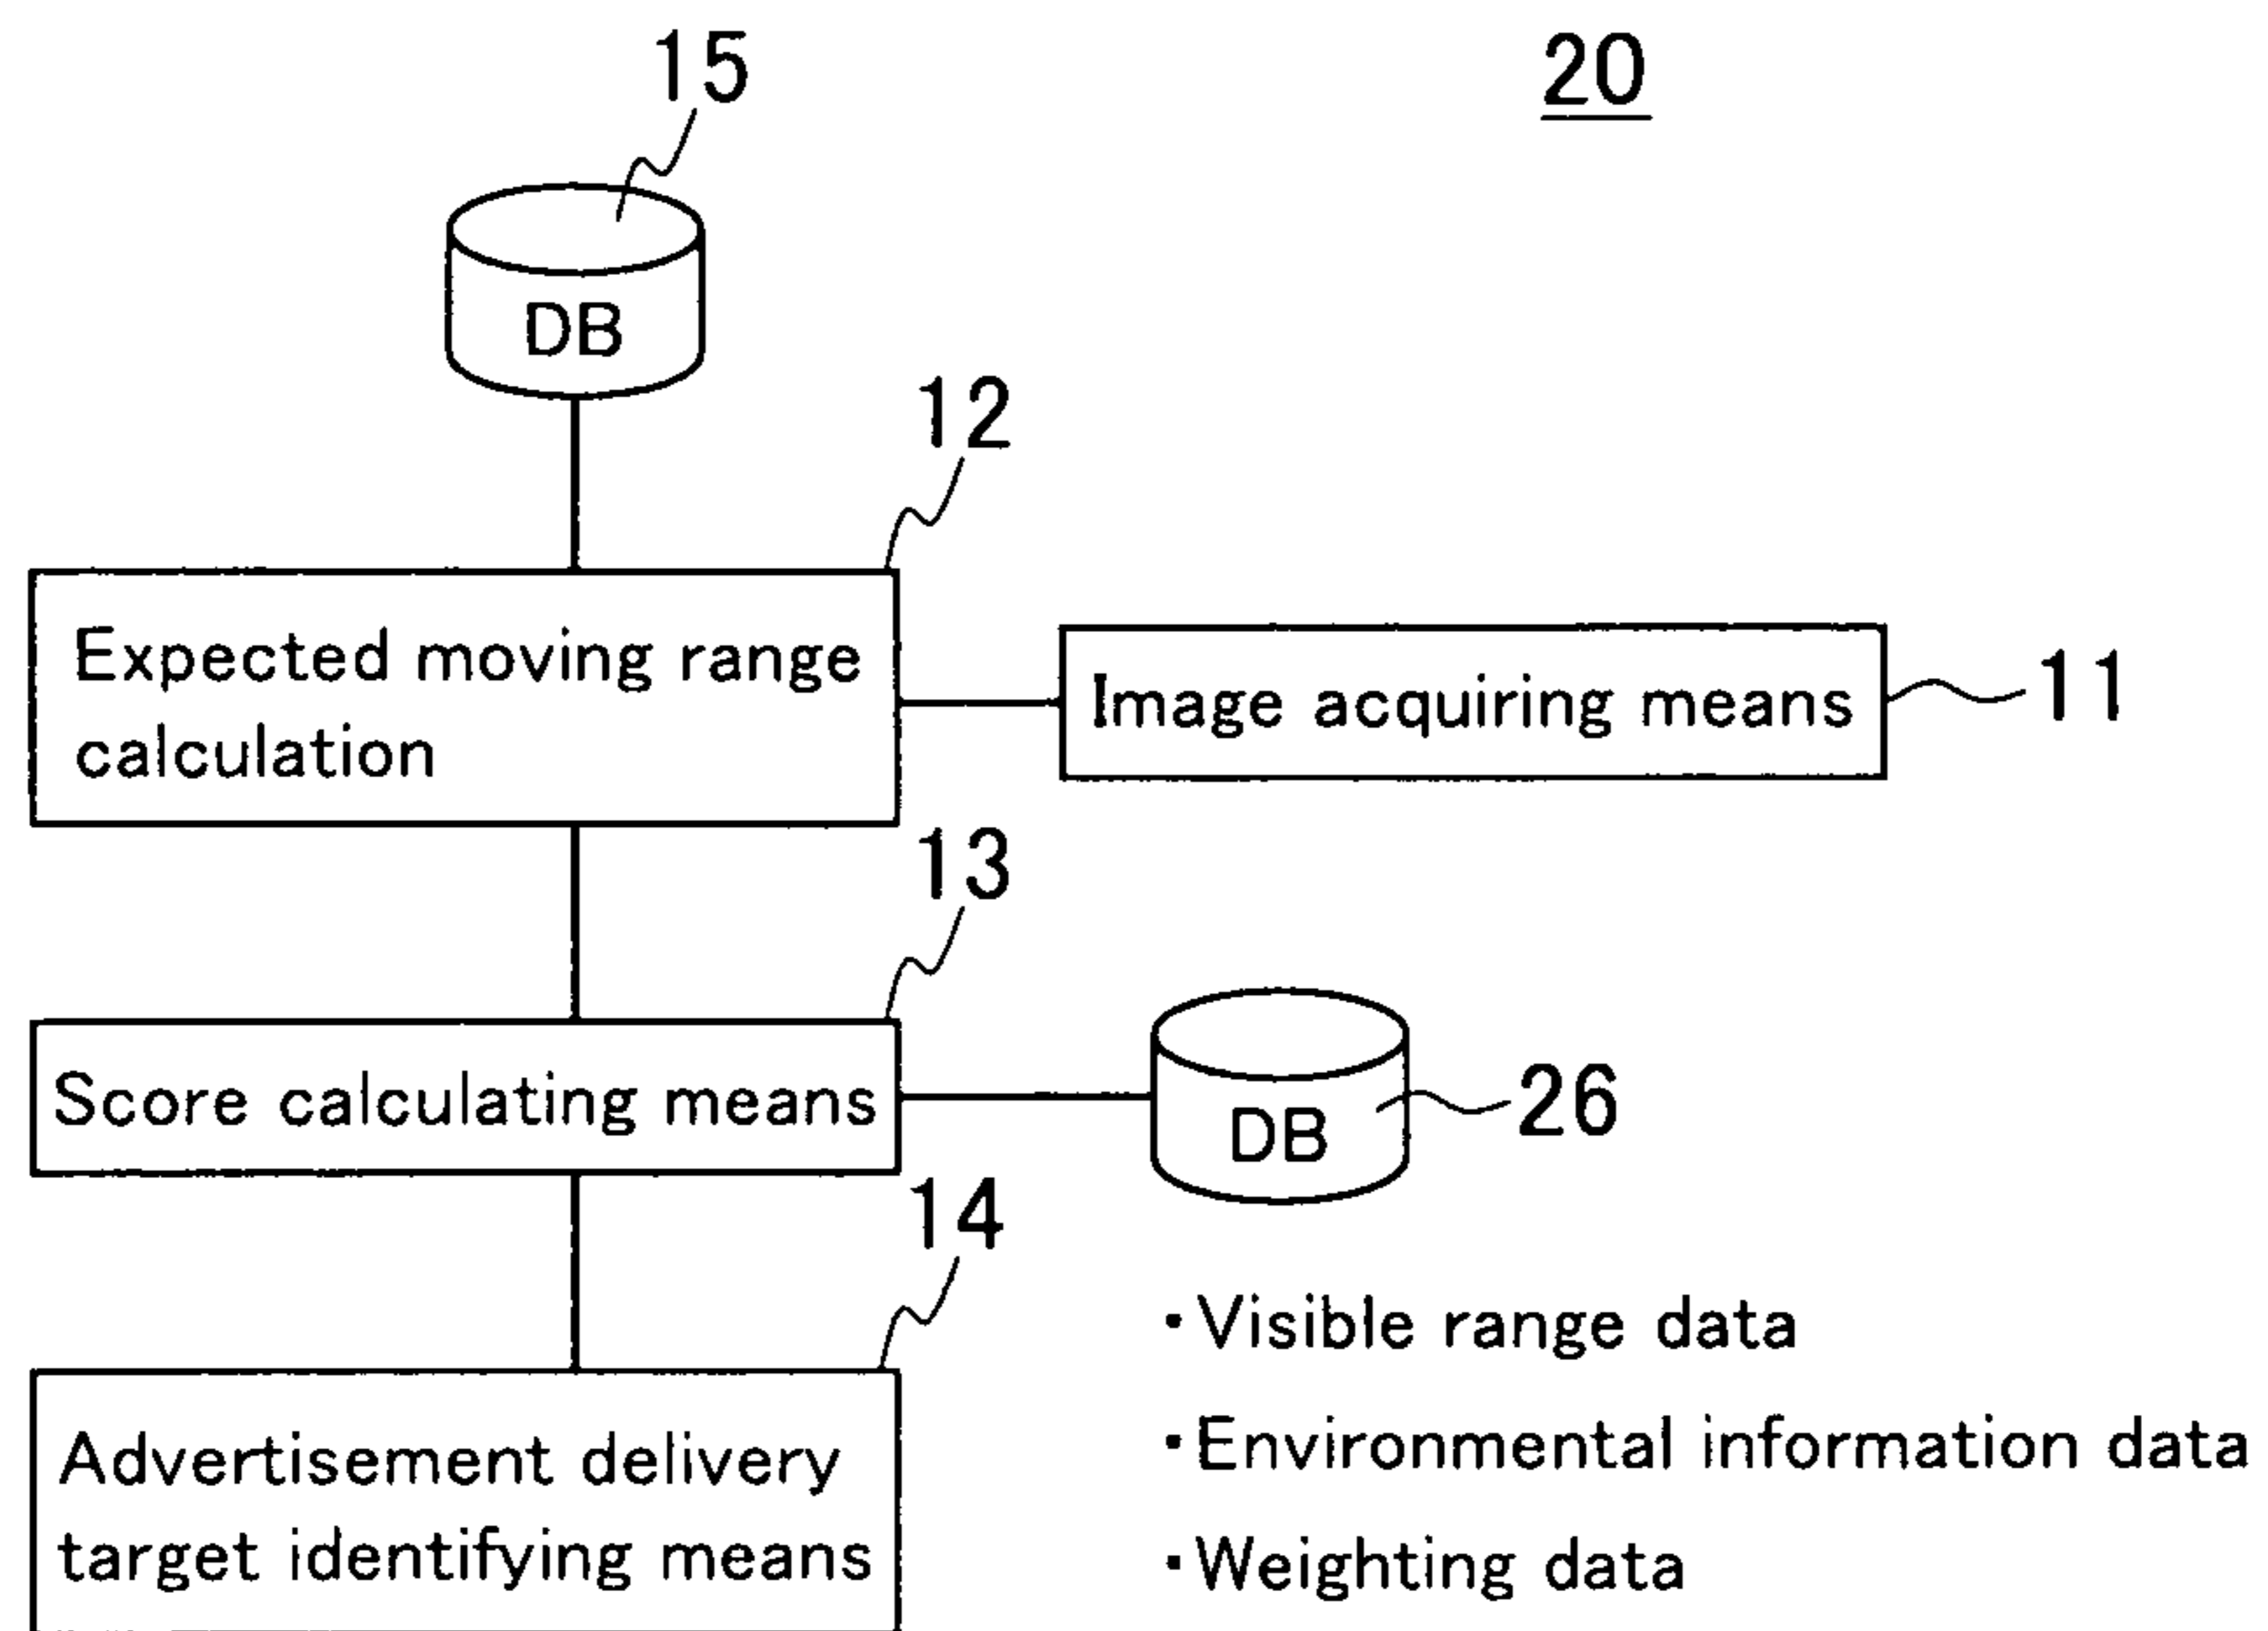 15
20
DB
12
Expected moving range
calculation
Image acquiring means
11
13
Score calculating means
DB
26
14
Advertisement delivery
target identifying means
・Visible range data
・Environmental information data
・Weighting data